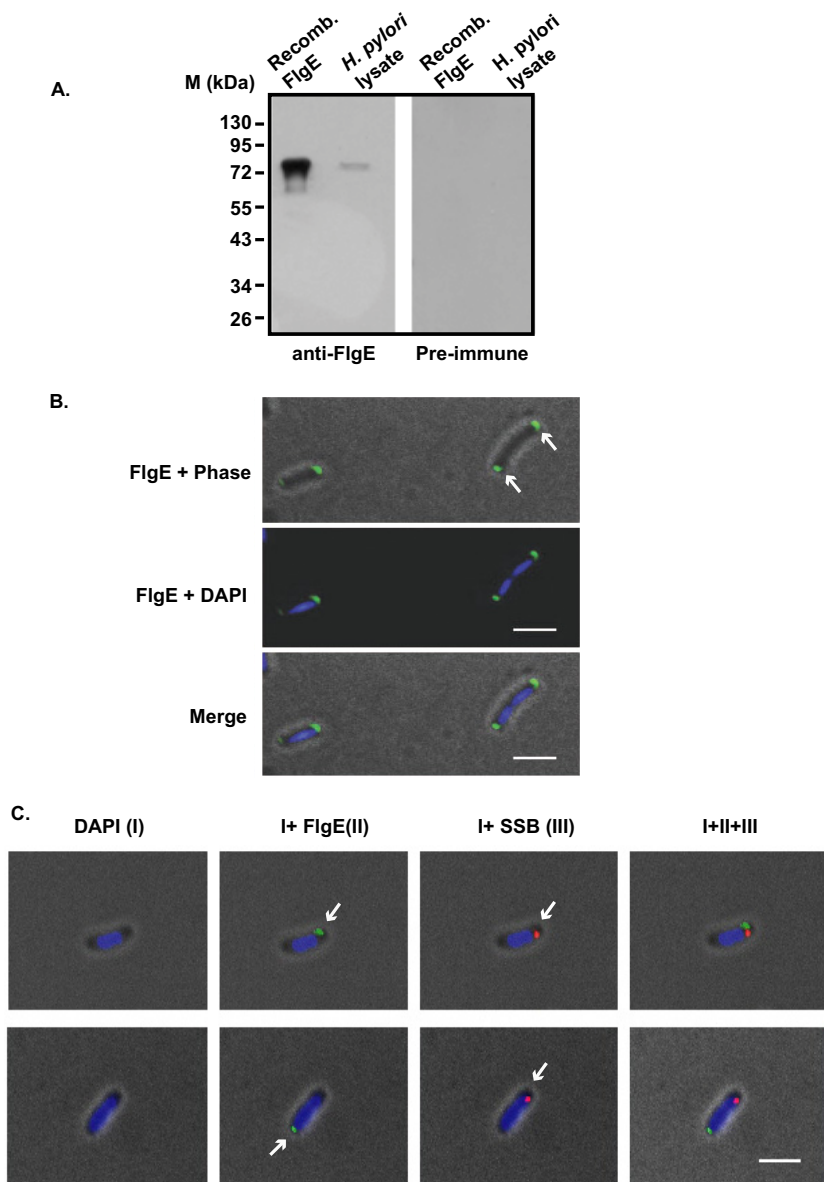 A.
M (kDa)
Recomb. FlgE
H. pylori lysate
Recomb. FlgE
H. pylori lysate
130
95
72
55
43
34
26
anti-FlgE
Pre-immune
B.
FlgE + Phase
FlgE + DAPI
Merge
C.
DAPI (I)
I+ FlgE(II)
I+ SSB (III)
I+II+III